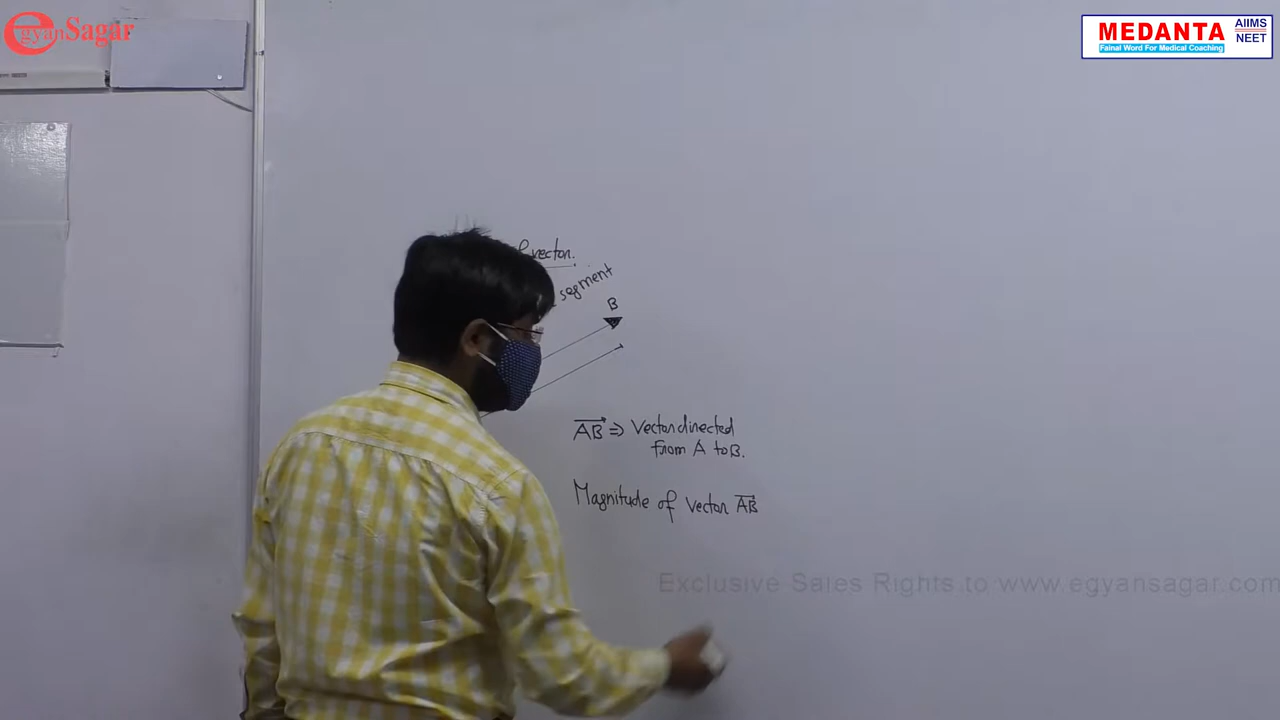 egyanSagar
MEDANTA
AIIMS
NEET
Fainal Word For Medical Coaching
vector.
segment
B
AB ⇒ Vector directed
from A to B.
Magnitude of vector AB
Exclusive Sales Rights to www.egyansagar.com